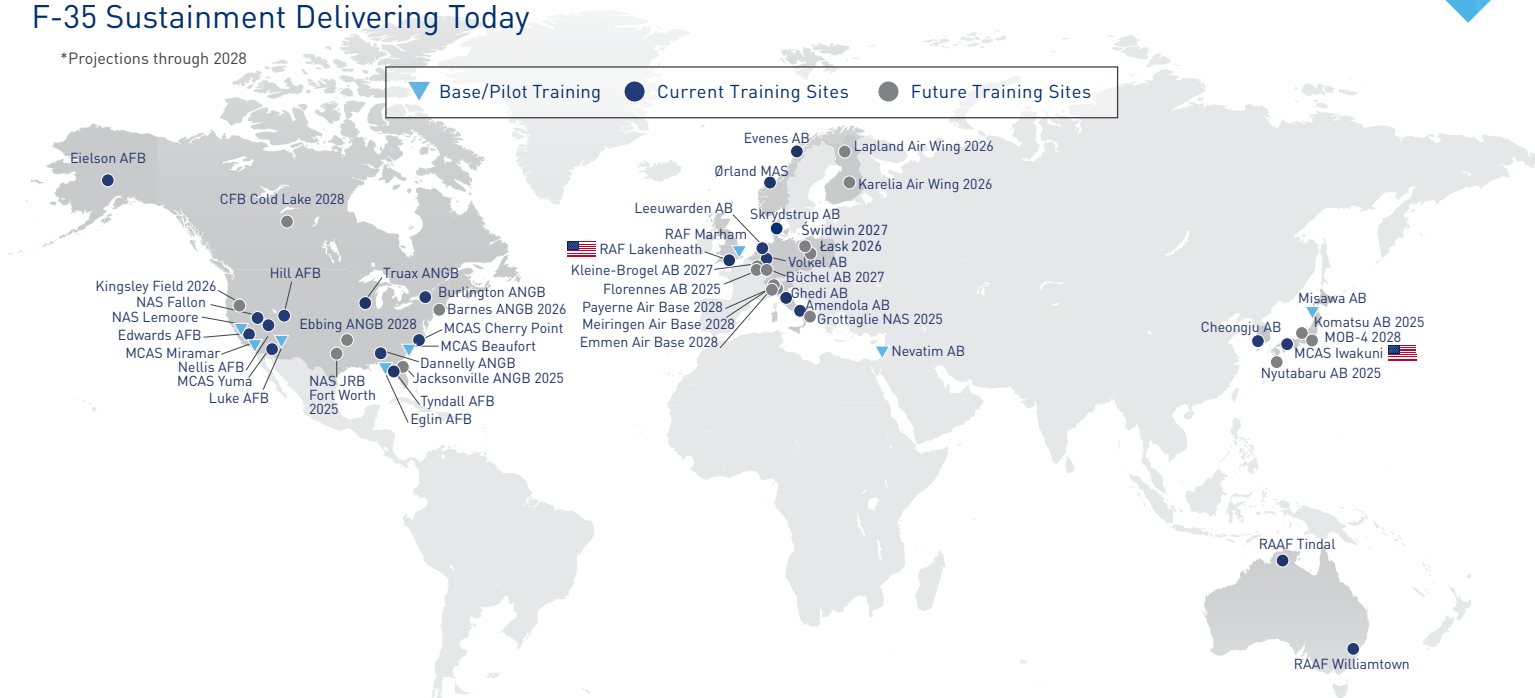 F-35 Sustainment Delivering Today
*Projections through 2028
Base/Pilot Training
Current Training Sites
Future Training Sites
Eielson AFB
CFB Cold Lake 2028
Hill AFB
Truax ANGB
Kingsley Field 2026
NAS Fallon
NAS Lemoore
Edwards AFB
MCAS Miramar
Nellis AFB
MCAS Yuma
Luke AFB
Burlington ANGB
Barnes ANGB 2026
Ebbing ANGB 2028
MCAS Cherry Point
MCAS Beaufort
Dannelly ANGB
Jacksonville ANGB 2025
NAS JRB
Fort Worth
2025
Tyndall AFB
Eglin AFB
Evenes AB
Lapland Air Wing 2026
Ørland MAS
Karelia Air Wing 2026
Leeuwarden AB
Skrydstrup AB
RAF Marham
Świdwin 2027
RAF Lakenheath
Łask 2026
Volkel AB
Kleine-Brogel AB 2027
Büchel AB 2027
Florennes AB 2025
Ghedi AB
Payerne Air Base 2028
Amendola AB
Meiringen Air Base 2028
Grottaglie NAS 2025
Emmen Air Base 2028
Nevatim AB
Misawa AB
Cheongju AB
Komatsu AB 2025
MOB-4 2028
MCAS Iwakuni
Nyutabaru AB 2025
RAAF Tindal
RAAF Williamtown